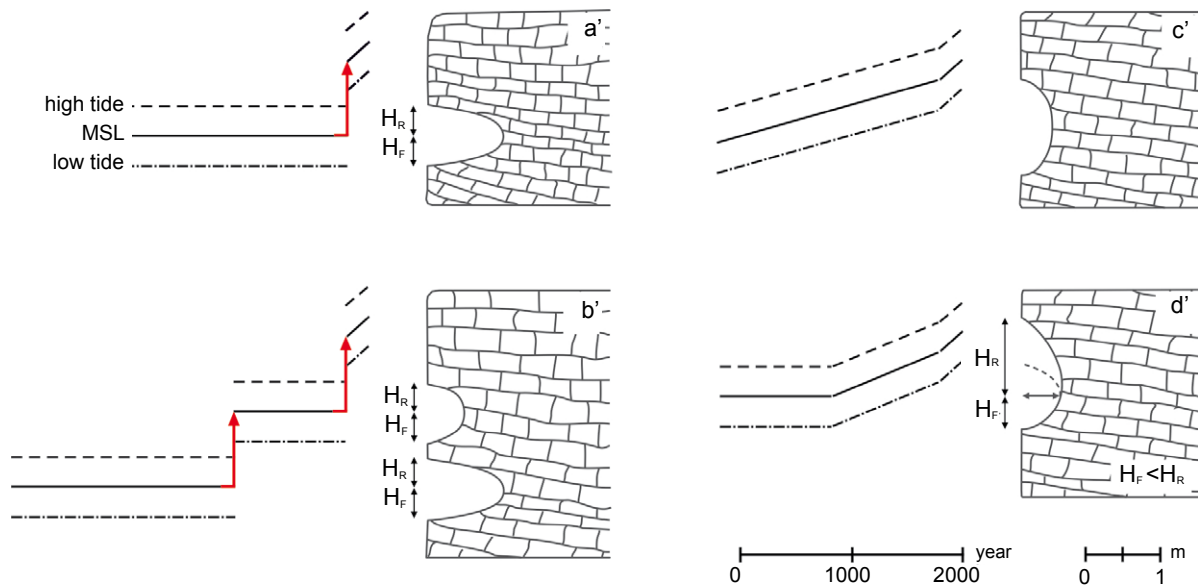 a’
high tide
MSL
low tide
HR
HF
c’
b’
HR
HF
HR
HF
d’
HR
HF'
HF<HR
year
0 1000 2000
m
0 1